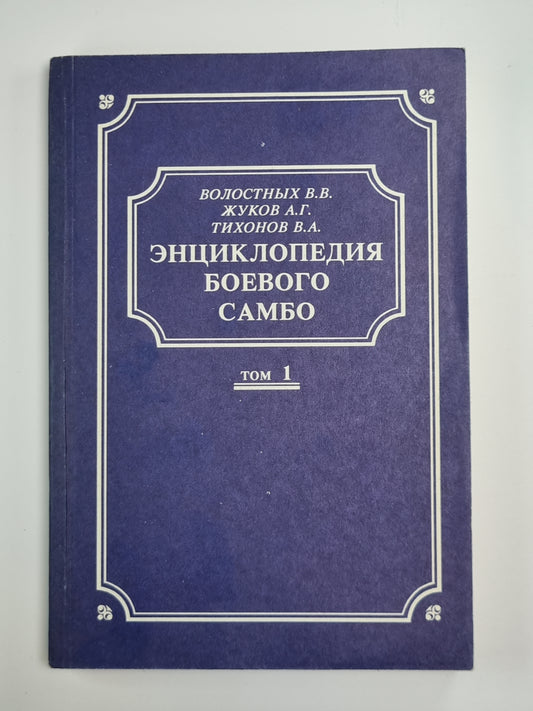 ВОЛОСТНЫХ В.В.
ЖУКОВ А.Г.
ТИХОНОВ В.А.
ЭНЦИКЛОПЕДИЯ
БОЕВОГО
САМБО
ТОМ 1